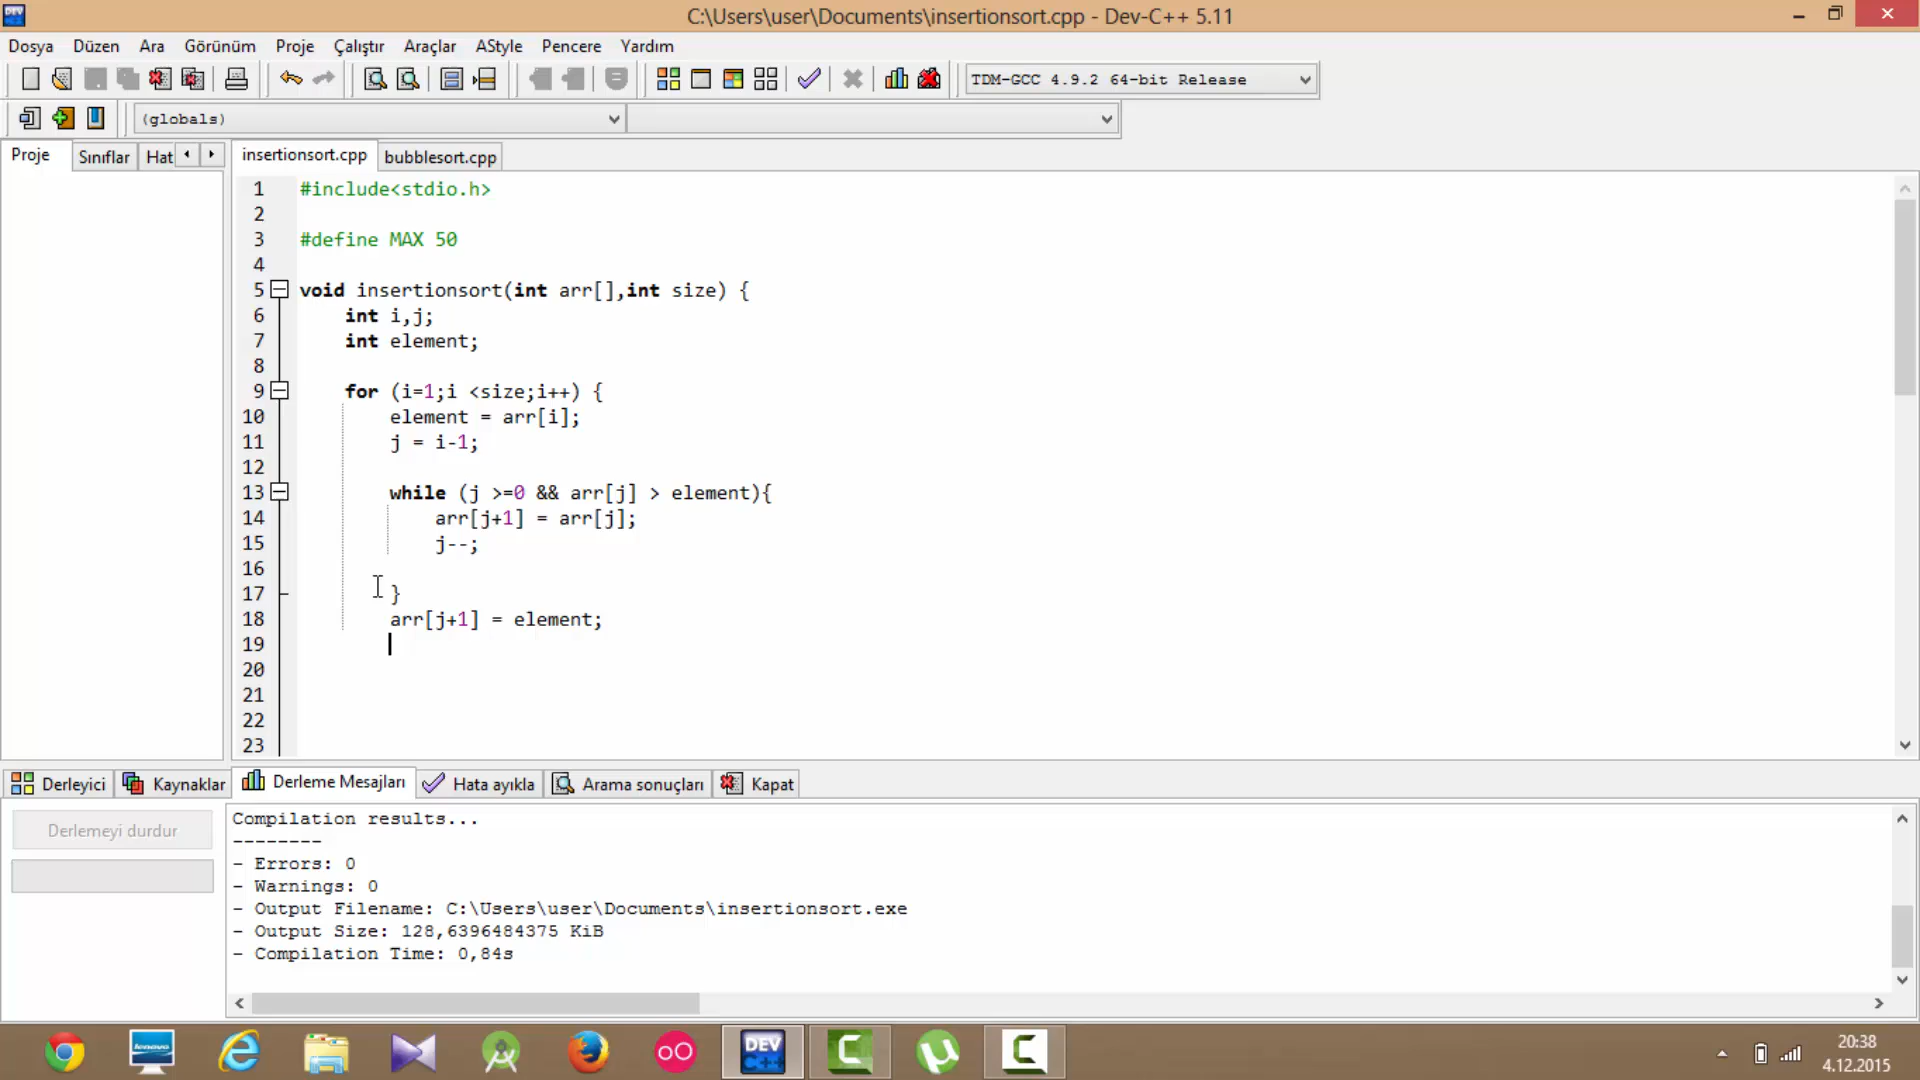 C:\Users\user\Documents\insertionsort.cpp - Dev-C++ 5.11
Dosya Düzen Ara Görünüm Proje Çalıştır Araçlar AStyle Pencere Yardım
TDM-GCC 4.9.2 64-bit Release
(globals)
Proje Sınıflar Hat insertionsort.cpp bubblesort.cpp
1 #include<stdio.h>
2
3 #define MAX 50
4
5 void insertionsort(int arr[],int size) {
6 int i,j;
7 int element;
8
9 for (i=1;i <size;i++) {
10 element = arr[i];
11 j = i-1;
12
13 while (j >=0 && arr[j] > element){
14 arr[j+1] = arr[j];
15 j--;
16
17 }
18 arr[j+1] = element;
19
20
21
22
23
Derleyici Kaynaklar Derleme Mesajları Hata ayıkla Arama sonuçları Kapat
Derlemeyi durdur
Compilation results...
--------
- Errors: 0
- Warnings: 0
- Output Filename: C:\Users\user\Documents\insertionsort.exe
- Output Size: 128,6396484375 KiB
- Compilation Time: 0,84s
lenovo
DEV
C++
20:38
4.12.2015